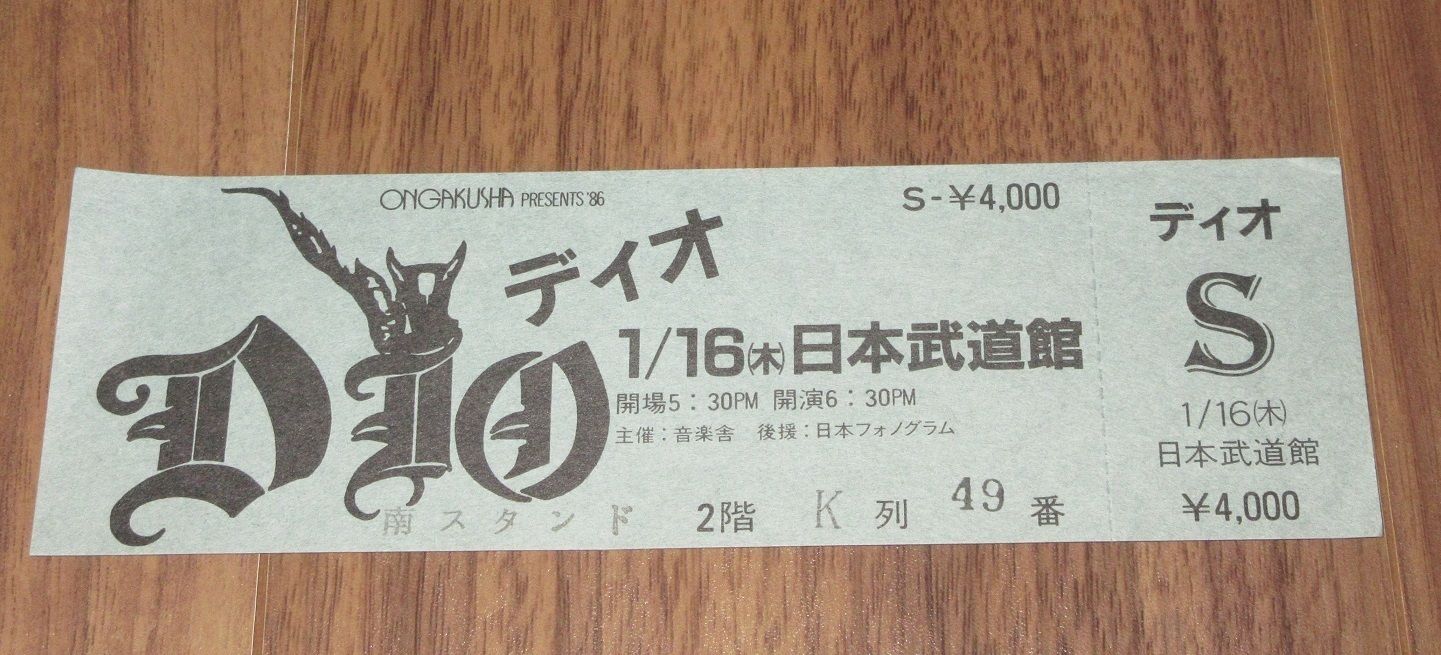 ONGAKUSHA PRESENTS '86
S-¥4,000
DIO
ディオ
1/16㈭日本武道館
開場5：30PM 開演6：30PM
主催：音楽舎 後援：日本フォノグラム
南スタンド 2階 K 列 49 番
ディオ
S
1/16㈭
日本武道館
¥4,000